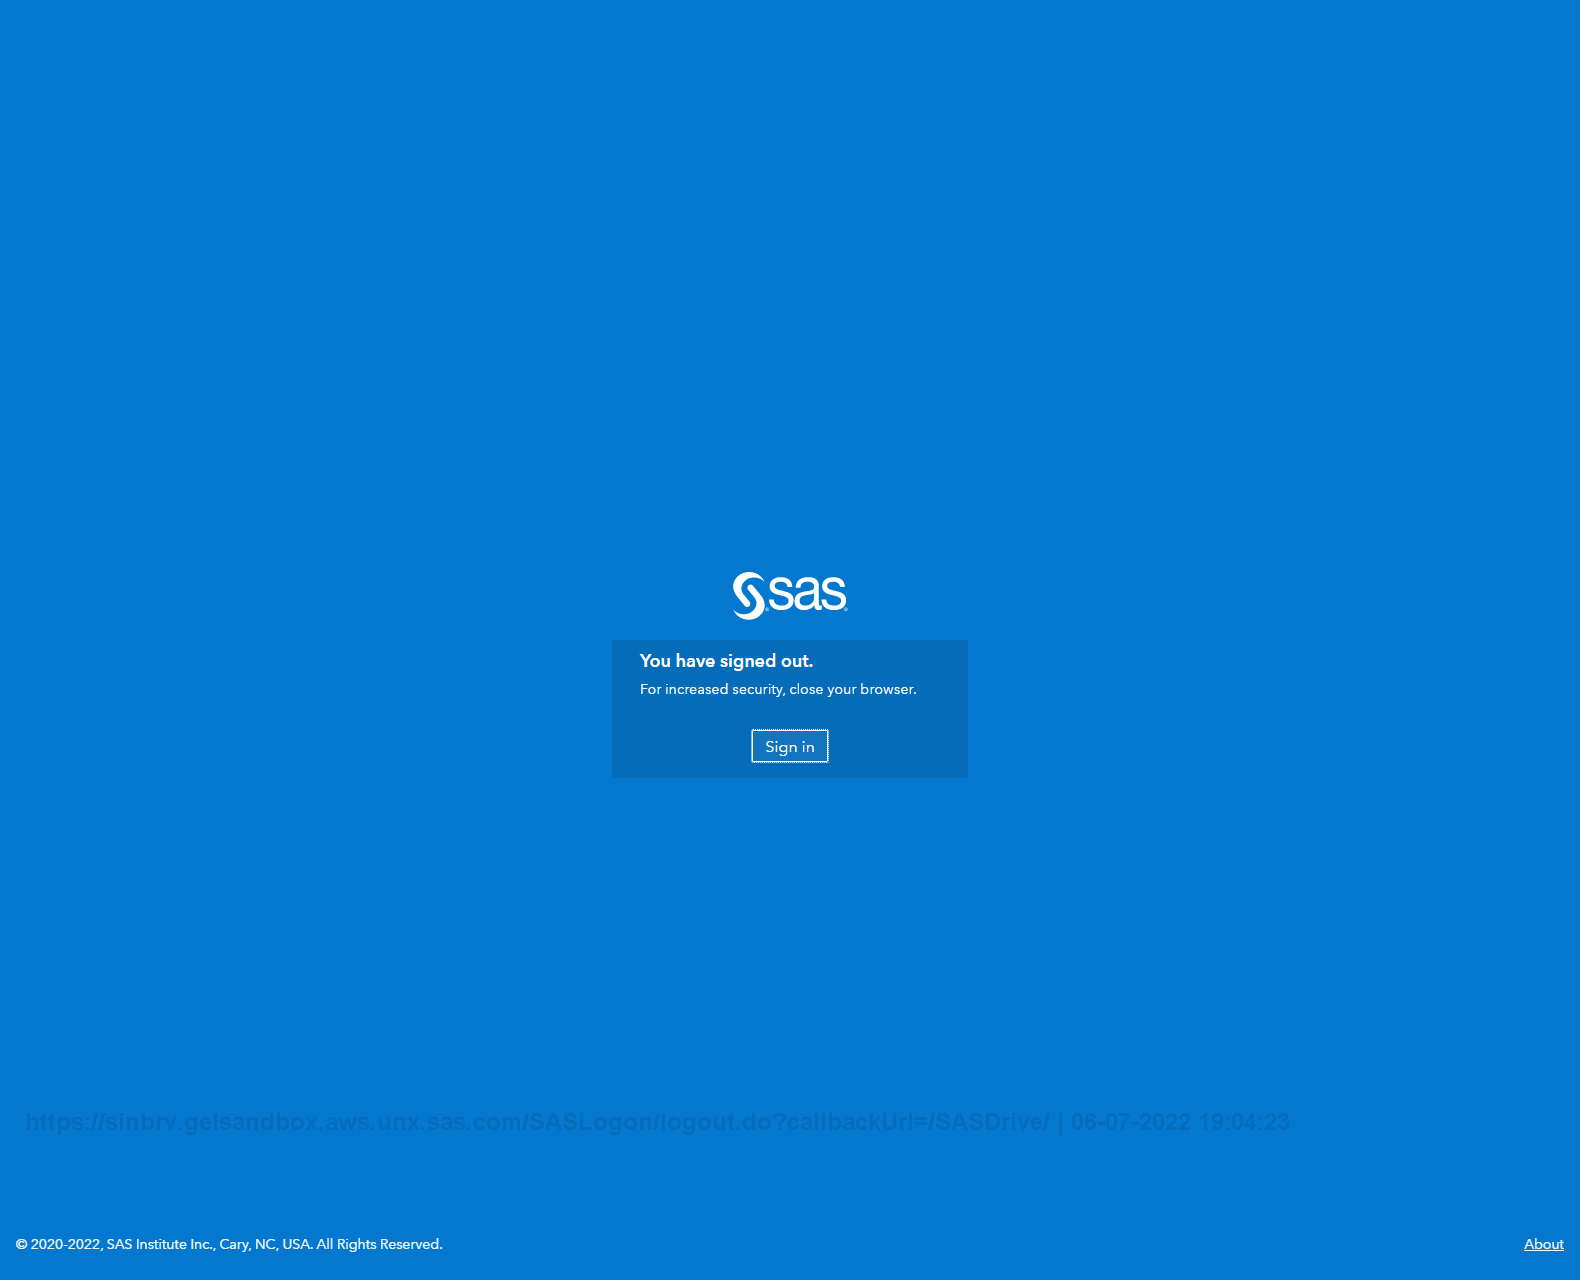 sas
You have signed out.
For increased security, close your browser.
Sign in
https://sinbrv.gelsandbox.aws.unx.sas.com/SASLogon/logout.do?callbackUrl=/SASDrive/ | 06-07-2022 19:04:23
© 2020-2022, SAS Institute Inc., Cary, NC, USA. All Rights Reserved.
About